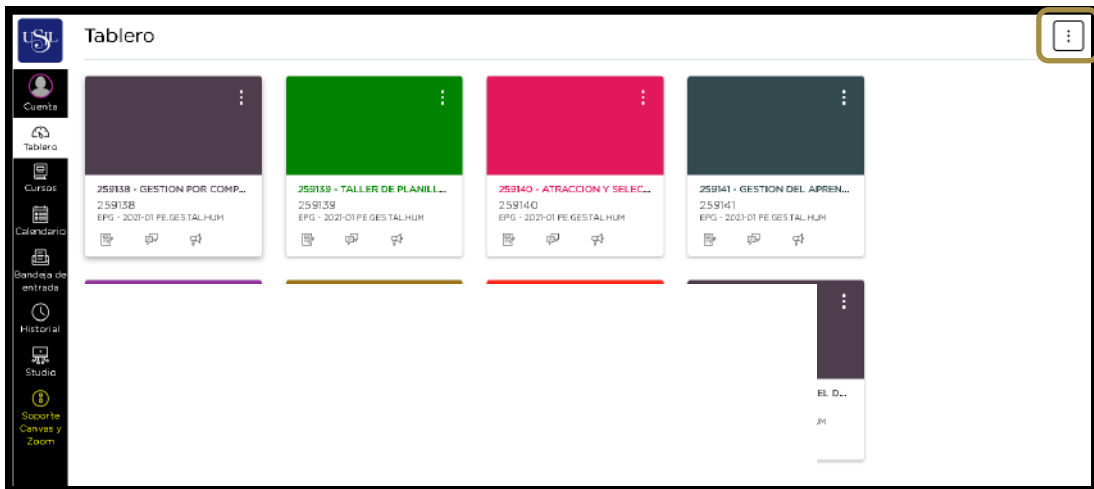 USIL
Tablero
Cuenta
Tablero
Cursos
Calendario
Bandeja de
entrada
Historial
Studio
Soporte
Canvas y
Zoom
259138 - GESTION POR COMP...
259138
EPG - 2021-01 PE.GES.TAL.HUM
259139 - TALLER DE PLANILL...
259139
EPG - 2021-01 PE.GES.TAL.HUM
259140 - ATRACCION Y SELEC...
259140
EPG - 2021-01 PE.GES.TAL.HUM
259141 - GESTION DEL APREN...
259141
EPG - 2021-01 PE.GES.TAL.HUM
EL D...
UM